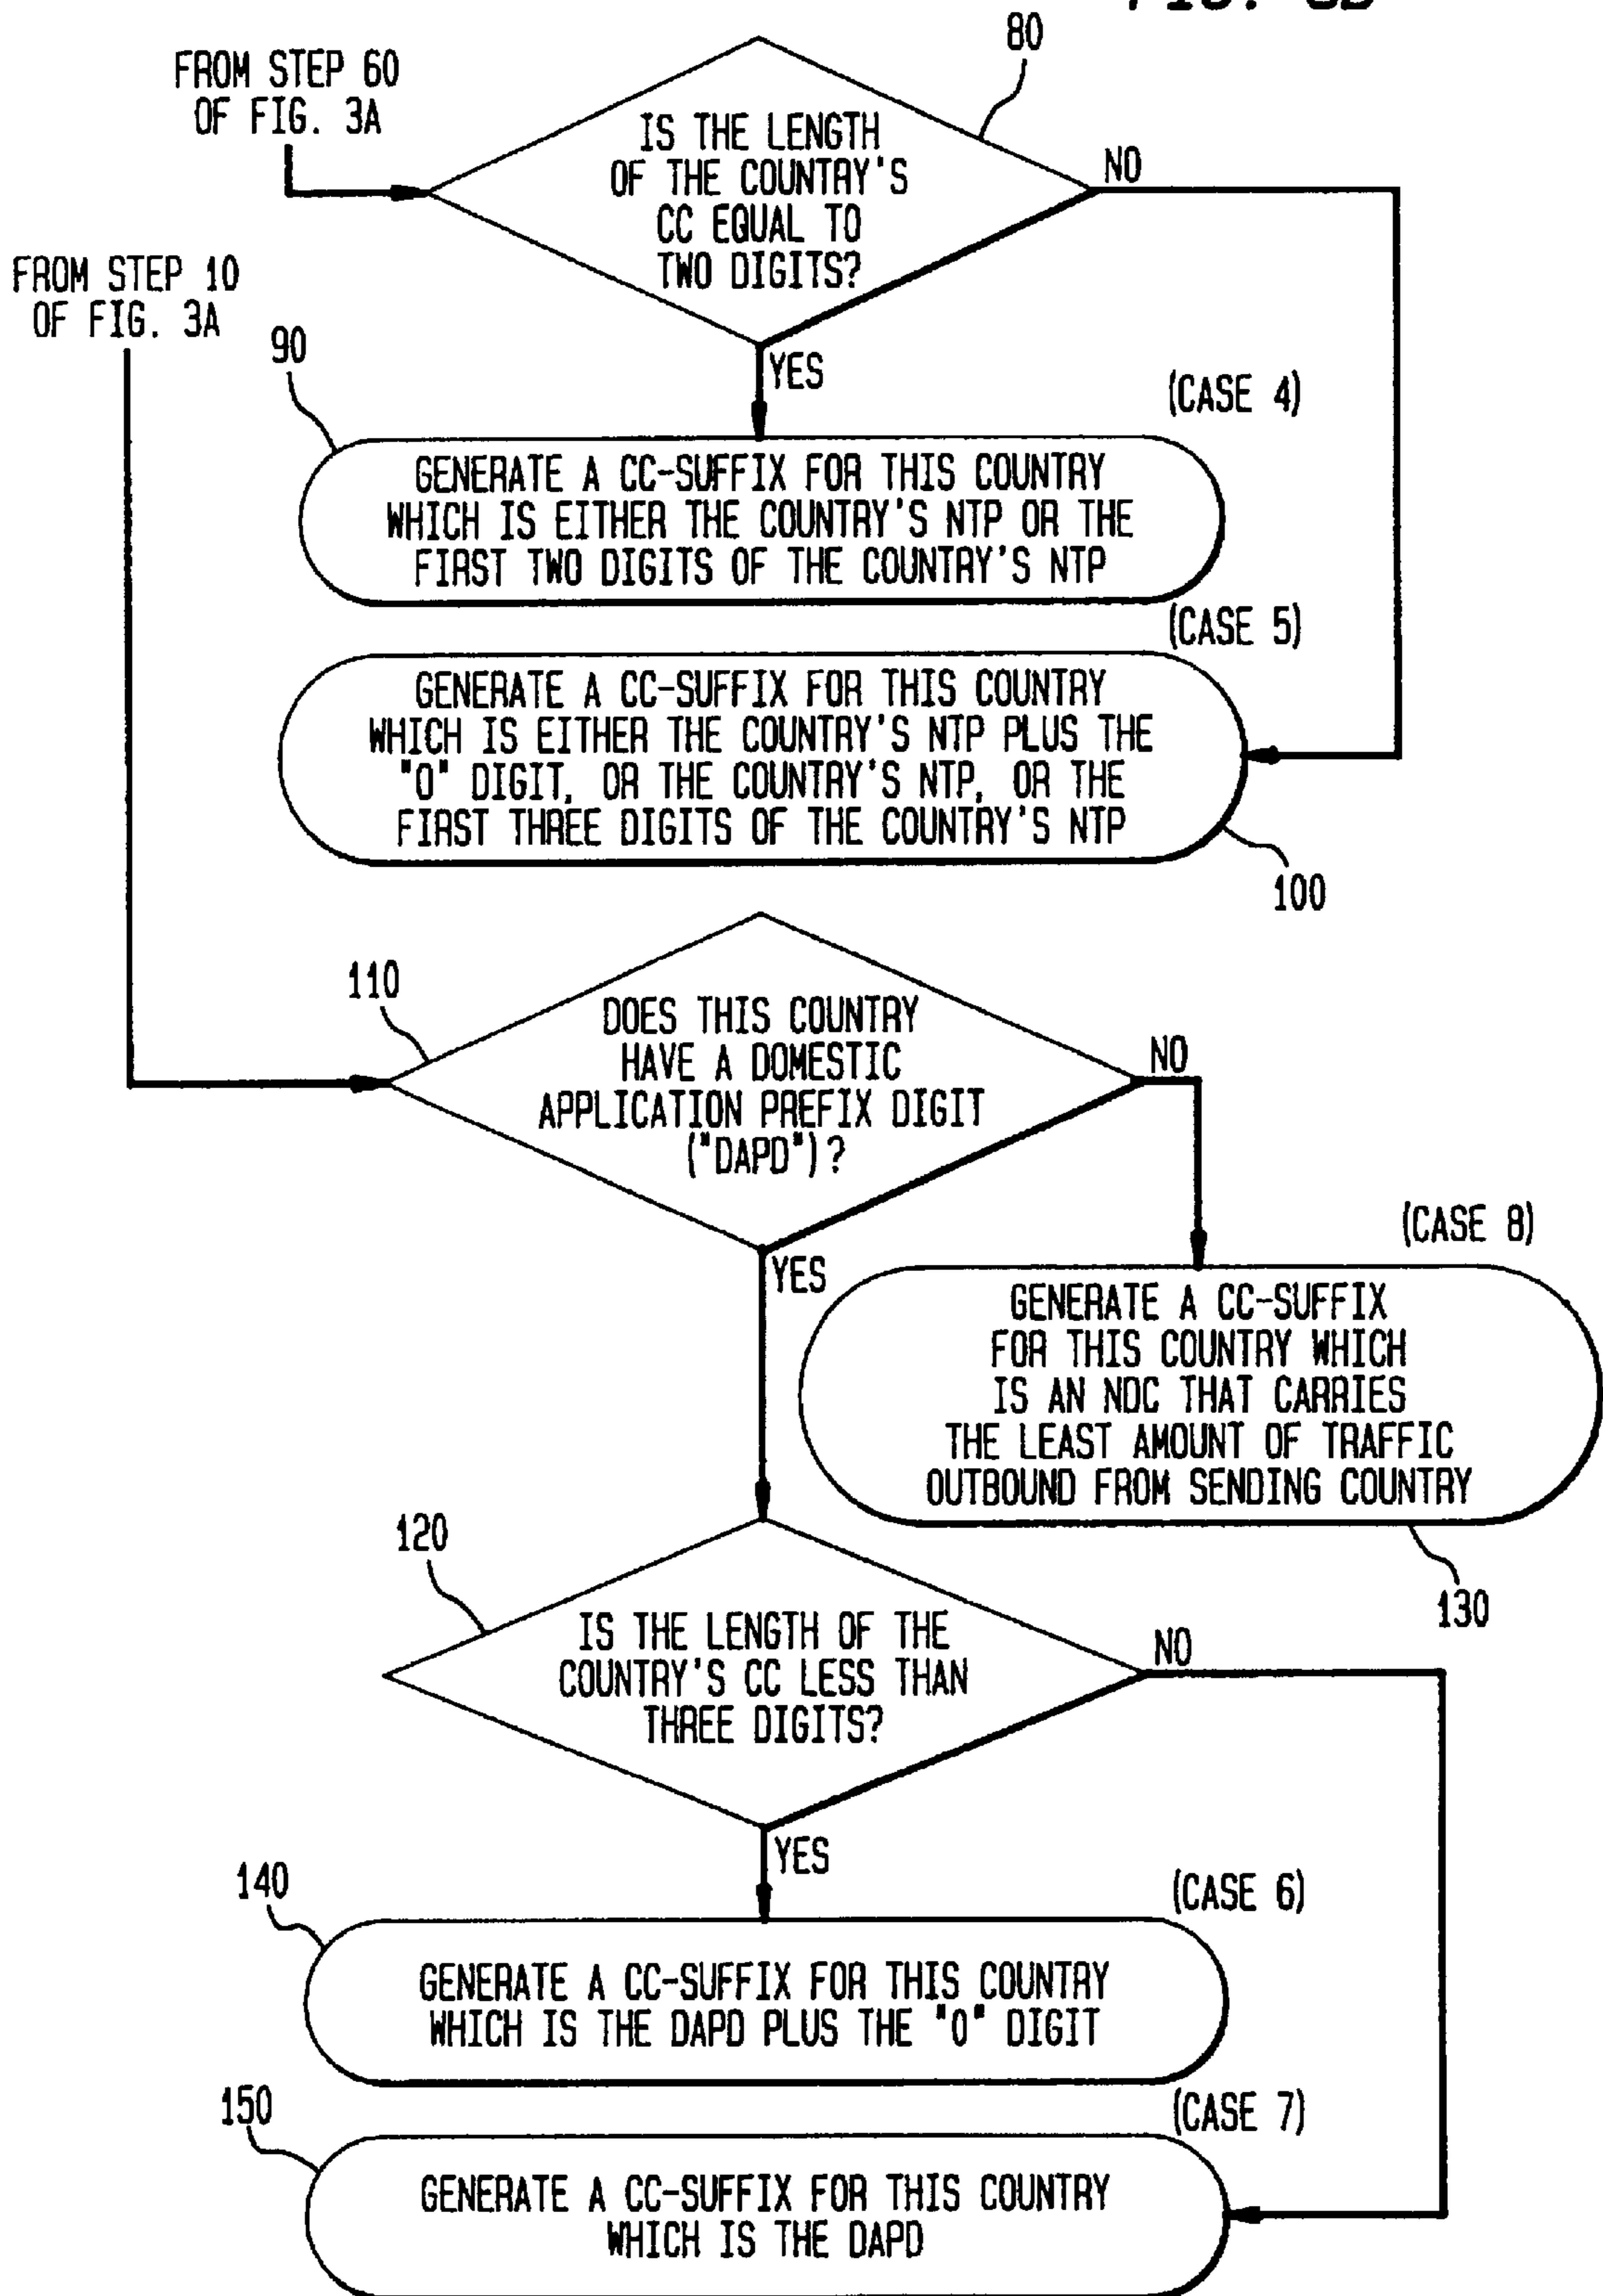 80
FROM STEP 60
OF FIG. 3A
IS THE LENGTH
OF THE COUNTRY'S
CC EQUAL TO
TWO DIGITS?
NO
FROM STEP 10
OF FIG. 3A
90
YES
(CASE 4)
GENERATE A CC-SUFFIX FOR THIS COUNTRY
WHICH IS EITHER THE COUNTRY'S NTP OR THE
FIRST TWO DIGITS OF THE COUNTRY'S NTP
(CASE 5)
GENERATE A CC-SUFFIX FOR THIS COUNTRY
WHICH IS EITHER THE COUNTRY'S NTP PLUS THE
"0" DIGIT, OR THE COUNTRY'S NTP, OR THE
FIRST THREE DIGITS OF THE COUNTRY'S NTP
100
110
DOES THIS COUNTRY
HAVE A DOMESTIC
APPLICATION PREFIX DIGIT
("DAPD")?
NO
YES
(CASE 8)
GENERATE A CC-SUFFIX
FOR THIS COUNTRY WHICH
IS AN NDC THAT CARRIES
THE LEAST AMOUNT OF TRAFFIC
OUTBOUND FROM SENDING COUNTRY
130
120
IS THE LENGTH OF THE
COUNTRY'S CC LESS THAN
THREE DIGITS?
NO
YES
140
(CASE 6)
GENERATE A CC-SUFFIX FOR THIS COUNTRY
WHICH IS THE DAPD PLUS THE "0" DIGIT
150
(CASE 7)
GENERATE A CC-SUFFIX FOR THIS COUNTRY
WHICH IS THE DAPD